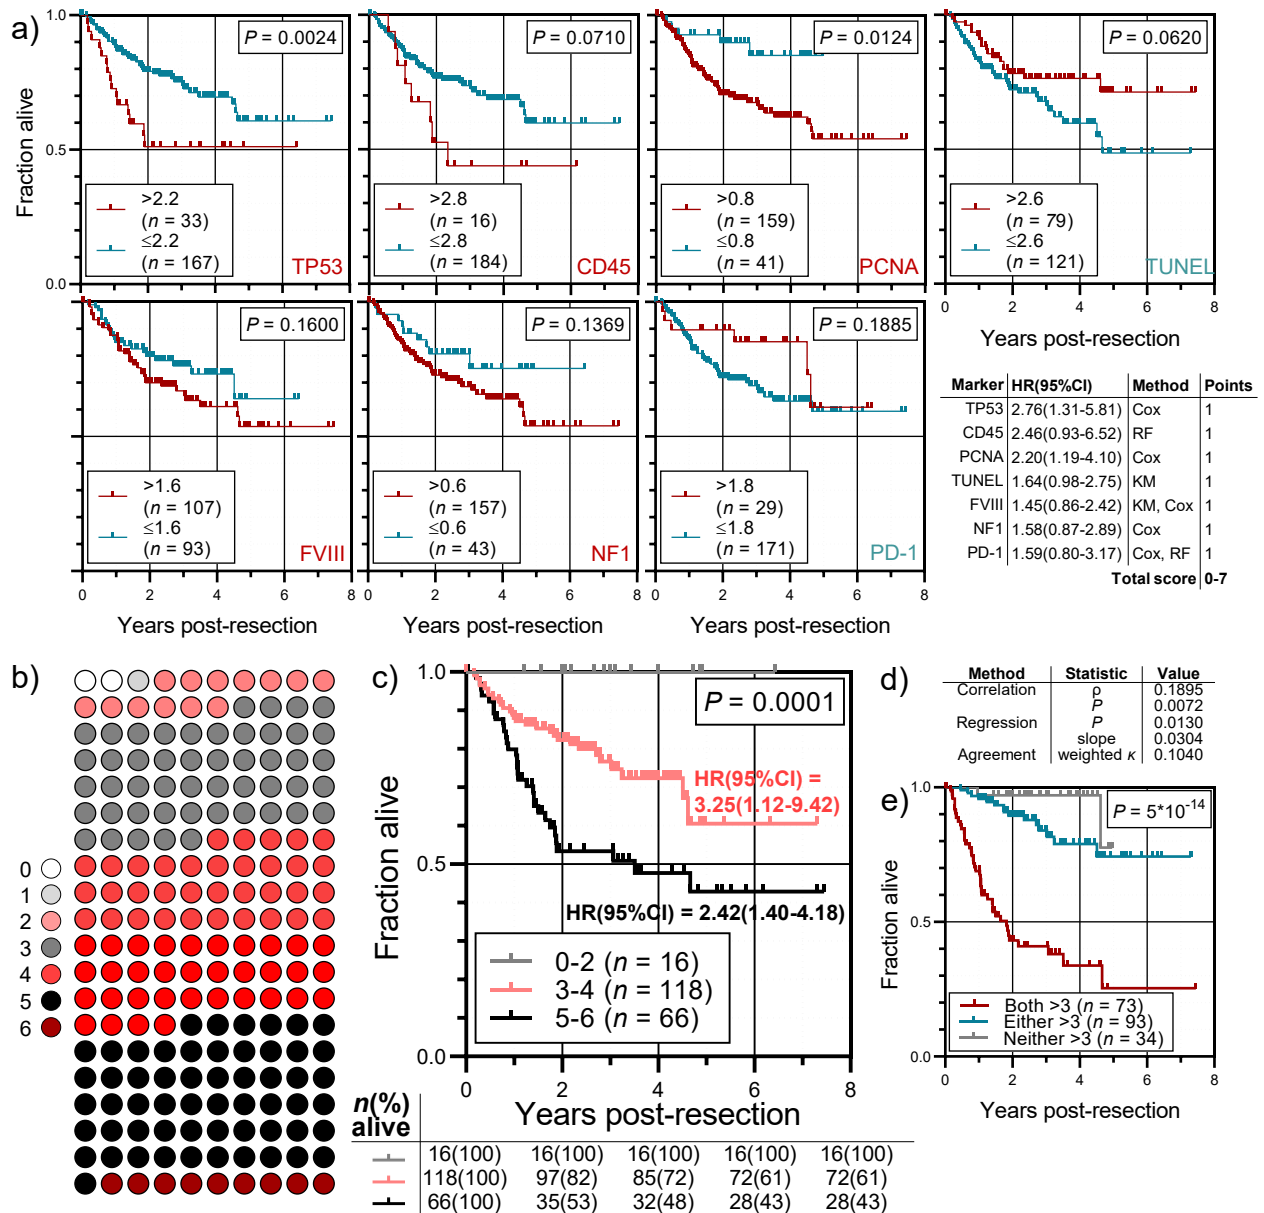 a)
1.0
0.5
0.0
Fraction alive
P = 0.0024
>2.2
(n = 33)
≤2.2
(n = 167)
TP53
P = 0.0710
>2.8
(n = 16)
≤2.8
(n = 184)
CD45
P = 0.0124
>0.8
(n = 159)
≤0.8
(n = 41)
PCNA
P = 0.0620
>2.6
(n = 79)
≤2.6
(n = 121)
TUNEL
0 2 4 6 8
Years post-resection
P = 0.1600
>1.6
(n = 107)
≤1.6
(n = 93)
FVIII
0 2 4 6 8
Years post-resection
P = 0.1369
>0.6
(n = 157)
≤0.6
(n = 43)
NF1
0 2 4 6 8
Years post-resection
P = 0.1885
>1.8
(n = 29)
≤1.8
(n = 171)
PD-1
0 2 4 6 8
Years post-resection
Marker HR(95%CI) Method Points
TP53 2.76(1.31-5.81) Cox 1
CD45 2.46(0.93-6.52) RF 1
PCNA 2.20(1.19-4.10) Cox 1
TUNEL 1.64(0.98-2.75) KM 1
FVIII 1.45(0.86-2.42) KM, Cox 1
NF1 1.58(0.87-2.89) Cox 1
PD-1 1.59(0.80-3.17) Cox, RF 1
Total score 0-7
b)
0
1
2
3
4
5
6
c)
1.0
0.5
0.0
Fraction alive
P = 0.0001
HR(95%CI) =
3.25(1.12-9.42)
HR(95%CI) = 2.42(1.40-4.18)
0-2 (n = 16)
3-4 (n = 118)
5-6 (n = 66)
0 2 4 6 8
Years post-resection
n(%)
alive
16(100) 16(100) 16(100) 16(100) 16(100)
118(100) 97(82) 85(72) 72(61) 72(61)
66(100) 35(53) 32(48) 28(43) 28(43)
d)
Method Statistic Value
Correlation ρ 0.1895
P 0.0072
Regression P 0.0130
slope 0.0304
Agreement weighted κ 0.1040
e)
1.0
0.5
0.0
Fraction alive
P = 5*10-14
Both >3 (n = 73)
Either >3 (n = 93)
Neither >3 (n = 34)
0 2 4 6 8
Years post-resection